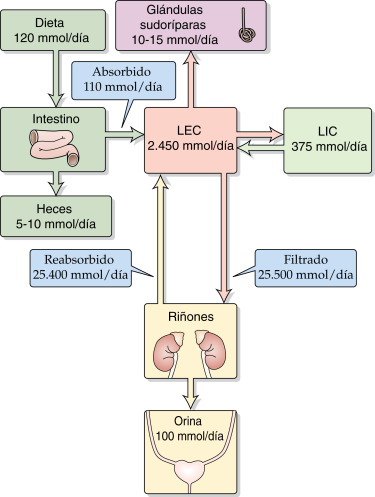 Dieta
120 mmol/día
Glándulas
sudoríparas
10-15 mmol/día
Absorbido
110 mmol/día
Intestino
LEC
2.450 mmol/día
LIC
375 mmol/día
Heces
5-10 mmol/día
Reabsorbido
25.400 mmol/día
Filtrado
25.500 mmol/día
Riñones
Orina
100 mmol/día